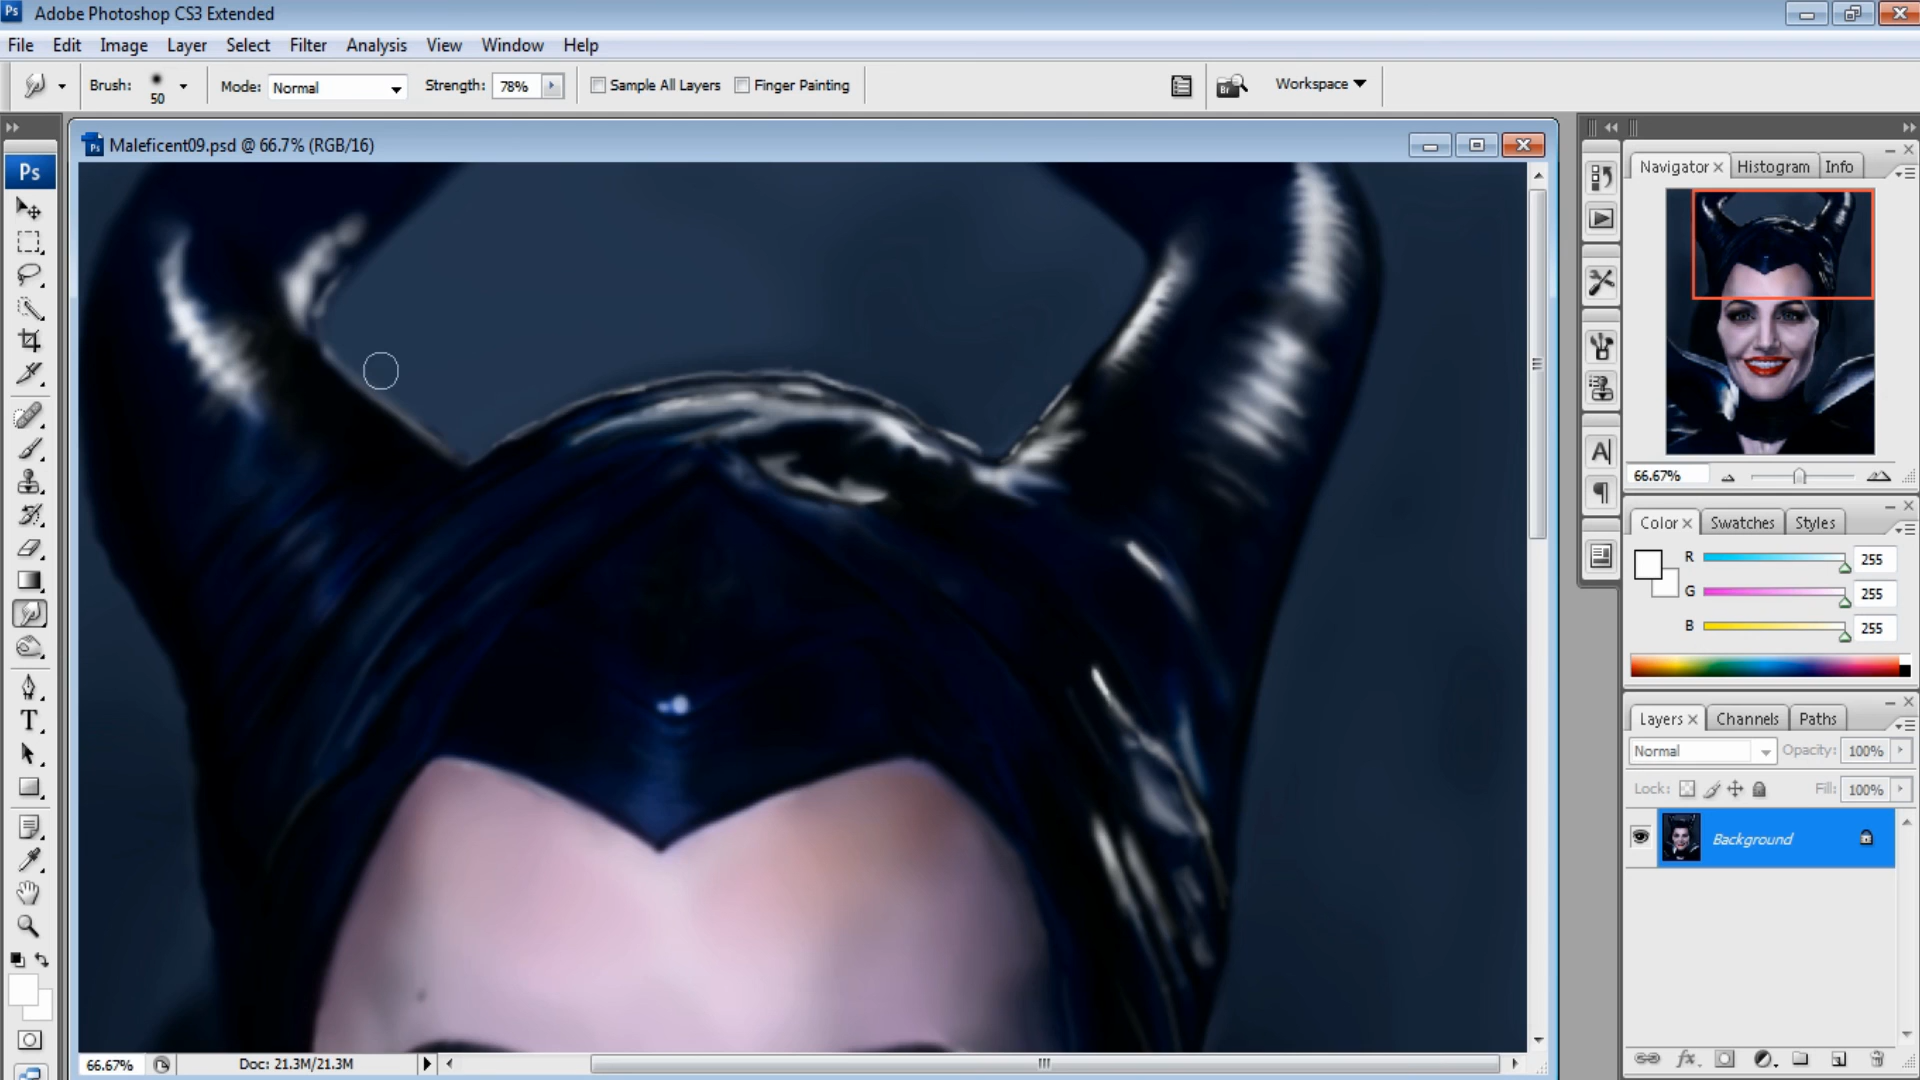 Ps Adobe Photoshop CS3 Extended
File Edit Image Layer Select Filter Analysis View Window Help
Brush: 50 Mode: Normal Strength: 78% Sample All Layers Finger Painting Br Workspace
Ps Maleficent09.psd @ 66.7% (RGB/16)
Ps
Navigator Histogram Info
66.67%
Color Swatches Styles
R 255
G 255
B 255
Layers Channels Paths
Normal Opacity: 100%
Lock: Fill: 100%
Background
66.67% Doc: 21.3M/21.3M